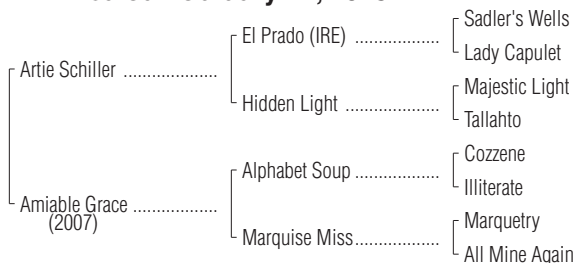 Sadler's Wells
El Prado (IRE) ....................
Lady Capulet
Artie Schiller ....................
Majestic Light
Hidden Light ....................
Tallahto
Cozzene
Alphabet Soup ..................
Illiterate
Amiable Grace ..................
(2007)
Marquetry
Marquise Miss..................
All Mine Again